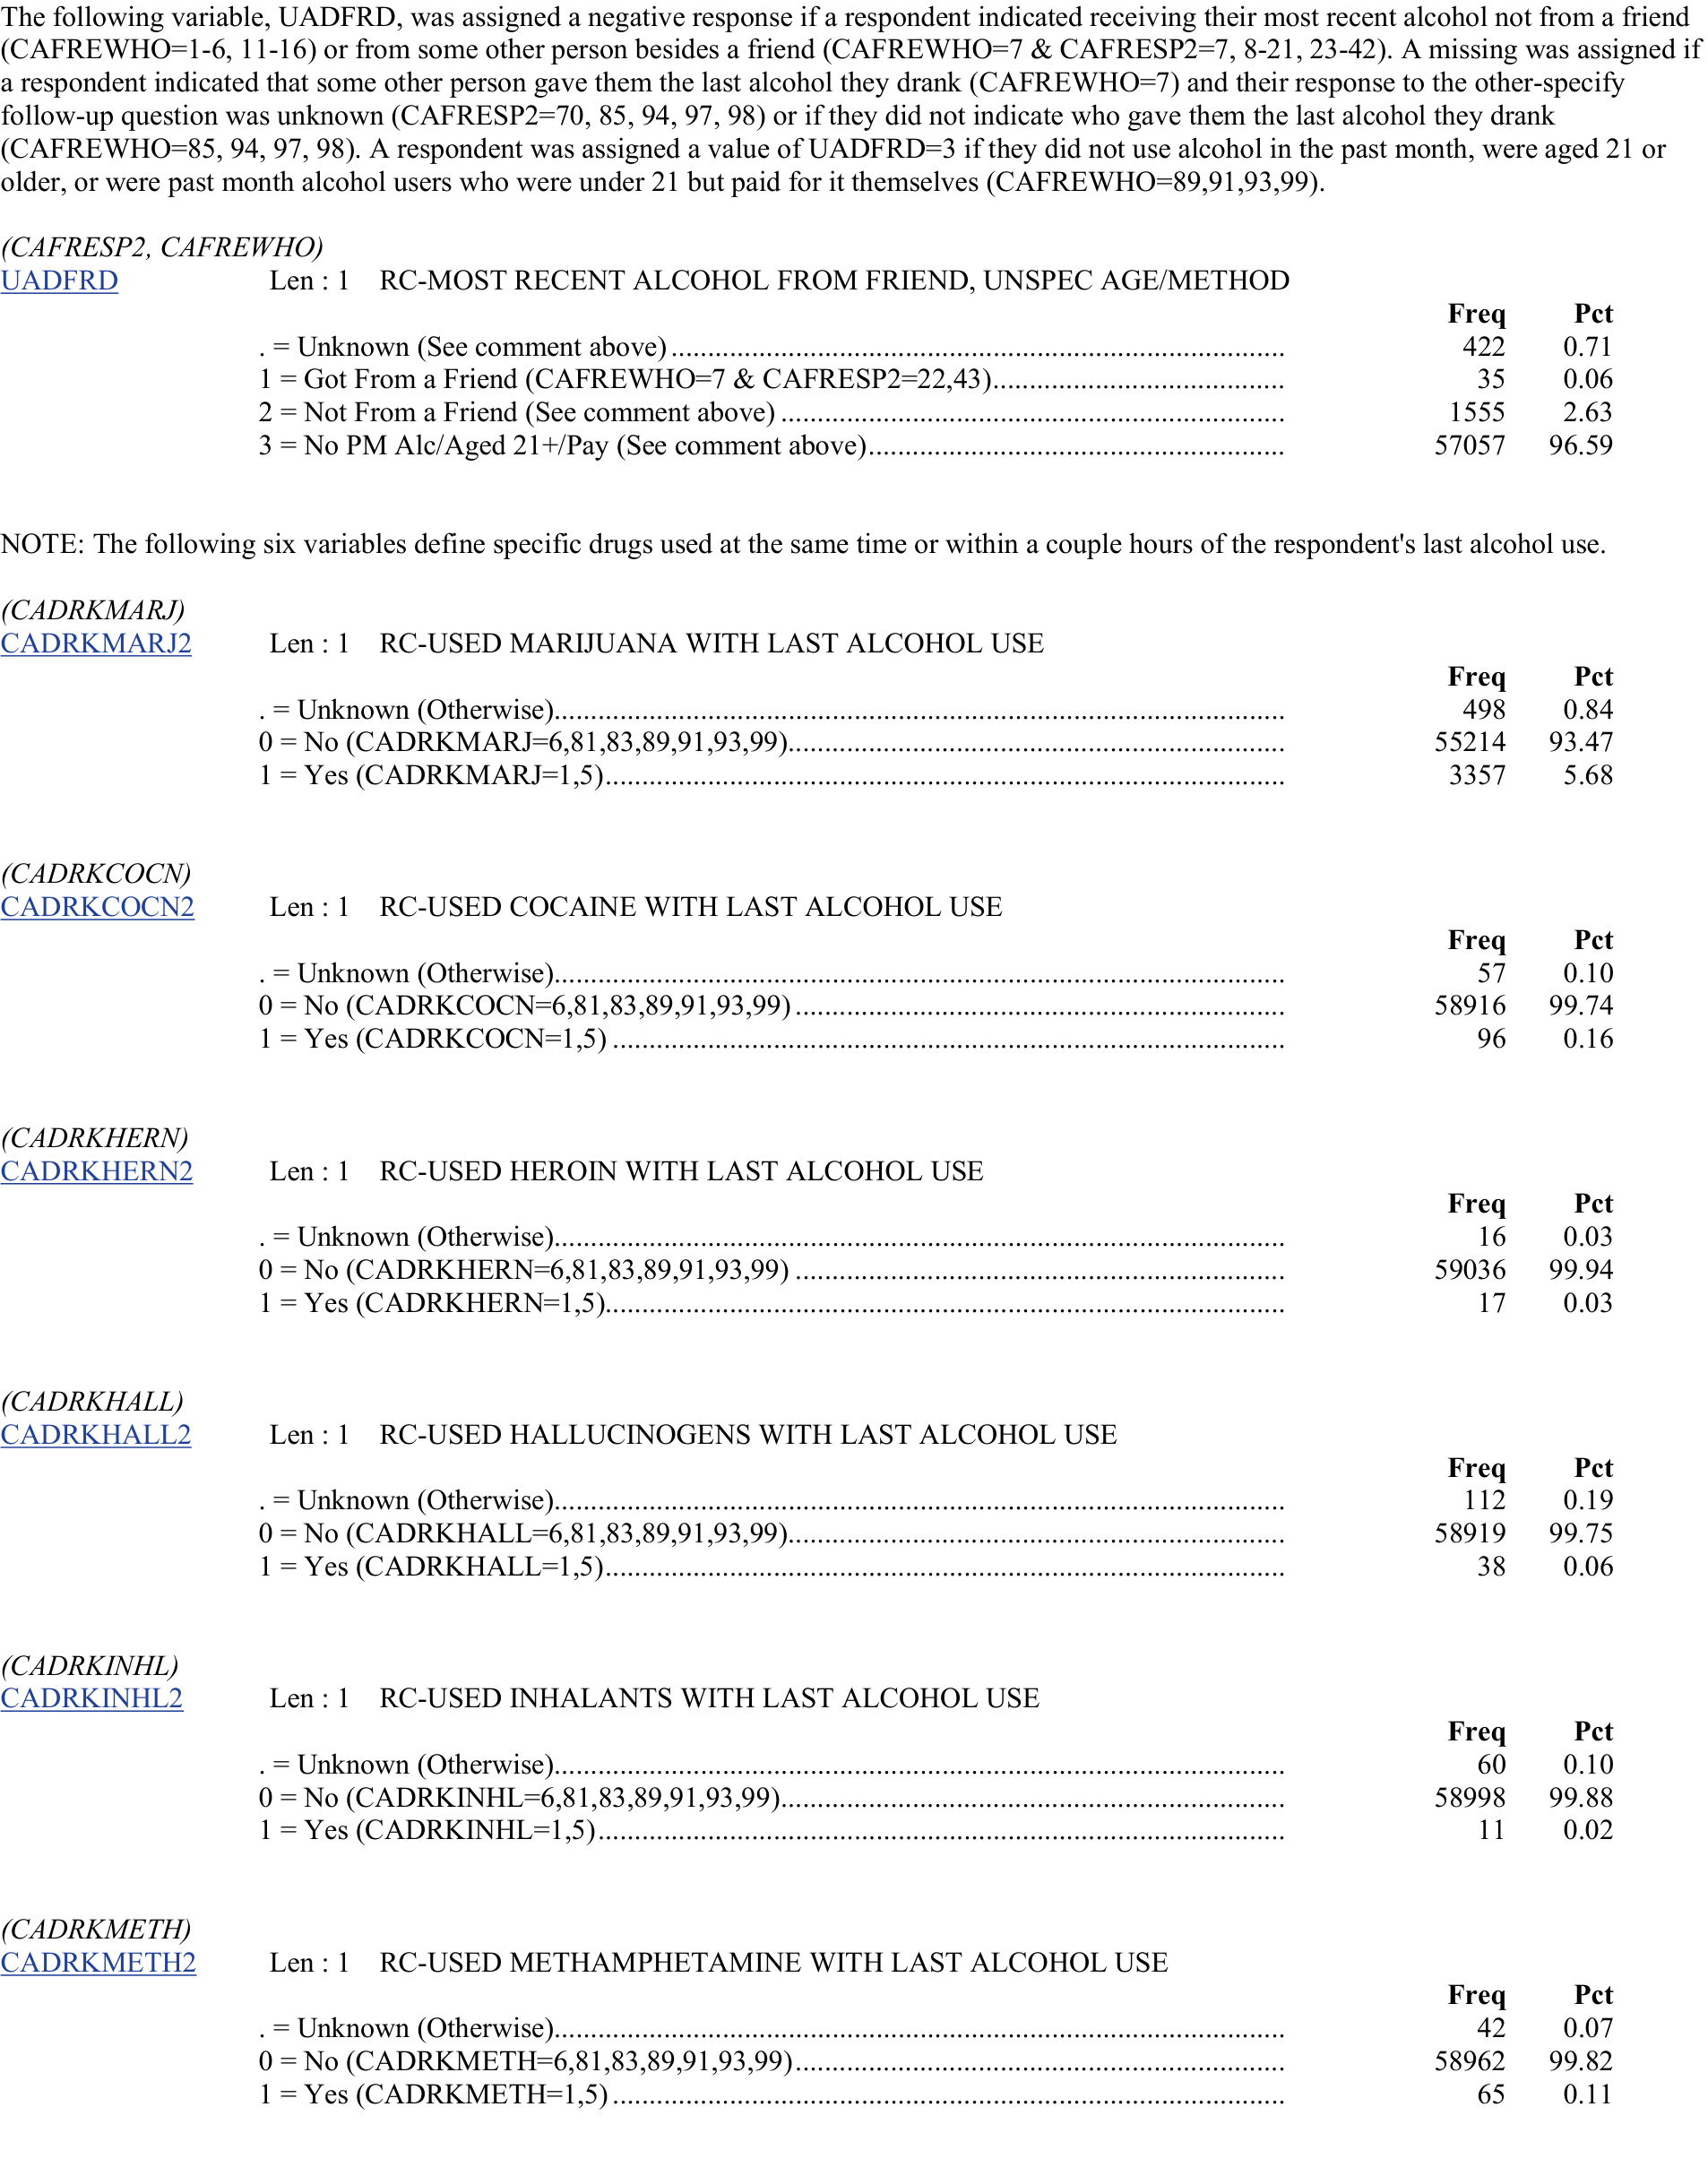 The following variable, UADFRD, was assigned a negative response if a respondent indicated receiving their most recent alcohol not from a friend
(CAFREWHO=1-6, 11-16) or from some other person besides a friend (CAFREWHO=7 & CAFRESP2=7, 8-21, 23-42). A missing was assigned if
a respondent indicated that some other person gave them the last alcohol they drank (CAFREWHO=7) and their response to the other-specify
follow-up question was unknown (CAFRESP2=70, 85, 94, 97, 98) or if they did not indicate who gave them the last alcohol they drank
(CAFREWHO=85, 94, 97, 98). A respondent was assigned a value of UADFRD=3 if they did not use alcohol in the past month, were aged 21 or
older, or were past month alcohol users who were under 21 but paid for it themselves (CAFREWHO=89,91,93,99).
(CAFRESP2, CAFREWHO)
UADFRD Len : 1 RC-MOST RECENT ALCOHOL FROM FRIEND, UNSPEC AGE/METHOD
Freq Pct
. = Unknown (See comment above) 422 0.71
1 = Got From a Friend (CAFREWHO=7 & CAFRESP2=22,43) 35 0.06
2 = Not From a Friend (See comment above) 1555 2.63
3 = No PM Alc/Aged 21+/Pay (See comment above) 57057 96.59
NOTE: The following six variables define specific drugs used at the same time or within a couple hours of the respondent's last alcohol use.
(CADRKMARJ)
CADRKMARJ2 Len : 1 RC-USED MARIJUANA WITH LAST ALCOHOL USE
Freq Pct
. = Unknown (Otherwise) 498 0.84
0 = No (CADRKMARJ=6,81,83,89,91,93,99) 55214 93.47
1 = Yes (CADRKMARJ=1,5) 3357 5.68
(CADRKCOCN)
CADRKCOCN2 Len : 1 RC-USED COCAINE WITH LAST ALCOHOL USE
Freq Pct
. = Unknown (Otherwise) 57 0.10
0 = No (CADRKCOCN=6,81,83,89,91,93,99) 58916 99.74
1 = Yes (CADRKCOCN=1,5) 96 0.16
(CADRKHERN)
CADRKHERN2 Len : 1 RC-USED HEROIN WITH LAST ALCOHOL USE
Freq Pct
. = Unknown (Otherwise) 16 0.03
0 = No (CADRKHERN=6,81,83,89,91,93,99) 59036 99.94
1 = Yes (CADRKHERN=1,5) 17 0.03
(CADRKHALL)
CADRKHALL2 Len : 1 RC-USED HALLUCINOGENS WITH LAST ALCOHOL USE
Freq Pct
. = Unknown (Otherwise) 112 0.19
0 = No (CADRKHALL=6,81,83,89,91,93,99) 58919 99.75
1 = Yes (CADRKHALL=1,5) 38 0.06
(CADRKINHL)
CADRKINHL2 Len : 1 RC-USED INHALANTS WITH LAST ALCOHOL USE
Freq Pct
. = Unknown (Otherwise) 60 0.10
0 = No (CADRKINHL=6,81,83,89,91,93,99) 58998 99.88
1 = Yes (CADRKINHL=1,5) 11 0.02
(CADRKMETH)
CADRKMETH2 Len : 1 RC-USED METHAMPHETAMINE WITH LAST ALCOHOL USE
Freq Pct
. = Unknown (Otherwise) 42 0.07
0 = No (CADRKMETH=6,81,83,89,91,93,99) 58962 99.82
1 = Yes (CADRKMETH=1,5) 65 0.11